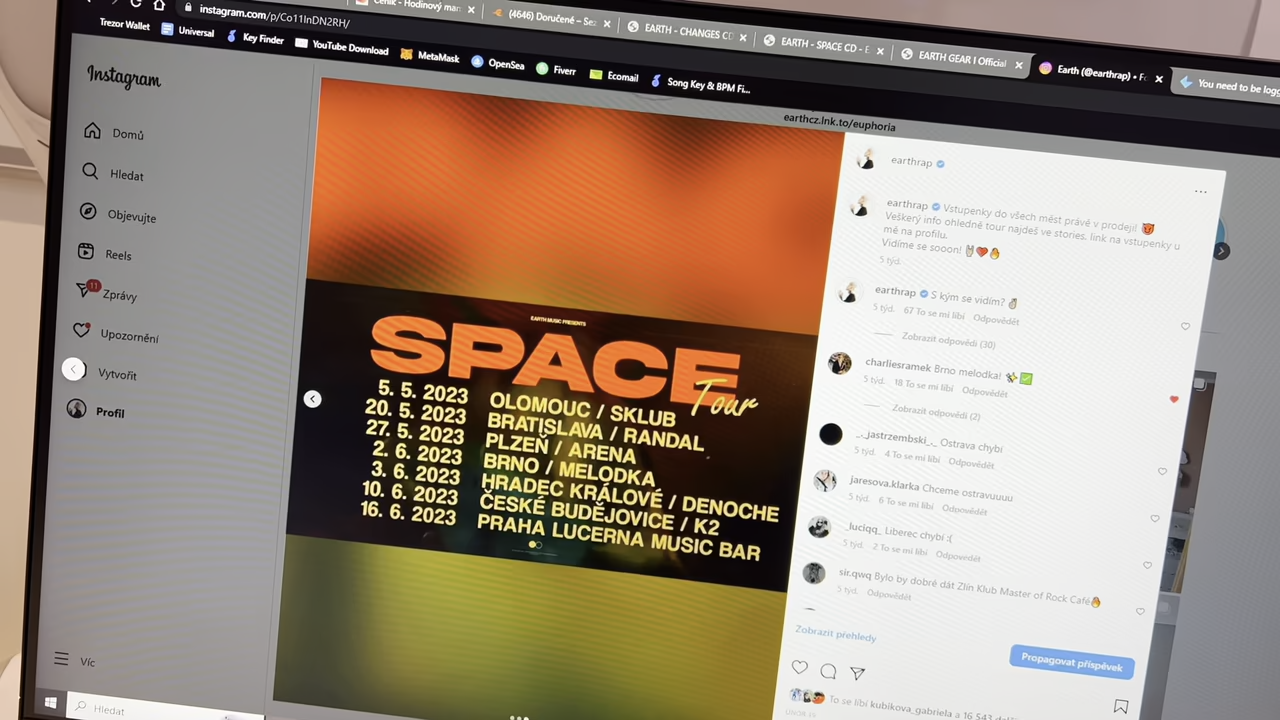 Ceník - Hodinový man
(4646) Doručené – Sez
EARTH - CHANGES CD
EARTH - SPACE CD - E
EARTH GEAR I Official
Earth (@earthrap) • Fo
You need to be logg
instagram.com/p/Co11InDN2RH/
Trezor Wallet
Universal
Key Finder
YouTube Download
MetaMask
OpenSea
Fiverr
Ecomail
Song Key & BPM Fi...
earthcz.lnk.to/euphoria
Instagram
Domů
Hledat
Objevujte
Reels
11
Zprávy
Upozornění
Vytvořit
Profil
Víc
Hledat
EARTH MUSIC PRESENTS
SPACE
Tour
5. 5. 2023 OLOMOUC / SKLUB
20. 5. 2023 BRATISLAVA / RANDAL
27. 5. 2023 PLZEŇ / ARENA
2. 6. 2023 BRNO / MELODKA
3. 6. 2023 HRADEC KRÁLOVÉ / DENOCHE
10. 6. 2023 ČESKÉ BUDĚJOVICE / K2
16. 6. 2023 PRAHA LUCERNA MUSIC BAR
earthrap
earthrap Vstupenky do všech měst právě v prodeji! 😈
Veškerý info ohledně tour najdeš ve stories, link na vstupenky u
mě na profilu.
Vidíme se sooon! 🤘❤️🔥
5 týd.
earthrap S kým se vidím? ✌️
5 týd. 67 To se mi líbí Odpovědět
Zobrazit odpovědi (30)
charliesramek Brno melodka! ✅
5 týd. 18 To se mi líbí Odpovědět
Zobrazit odpovědi (2)
_._jastrzembski_._ Ostrava chybí
5 týd. 4 To se mi líbí Odpovědět
jaresova.klarka Chceme ostravuuuu
5 týd. 6 To se mi líbí Odpovědět
_luciqq_ Liberec chybí :(
5 týd. 2 To se mi líbí Odpovědět
sir.qwq Bylo by dobré dát Zlín Klub Master of Rock Café🔥
5 týd. Odpovědět
Zobrazit přehledy
Propagovat příspěvek
To se líbí kubikova_gabriela a 16 543 dal